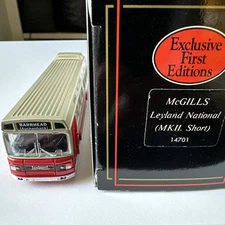 BARRHEAD
Exclusive
First
Editions
McGILLS
Leyland National
(MKII. Short)
14701